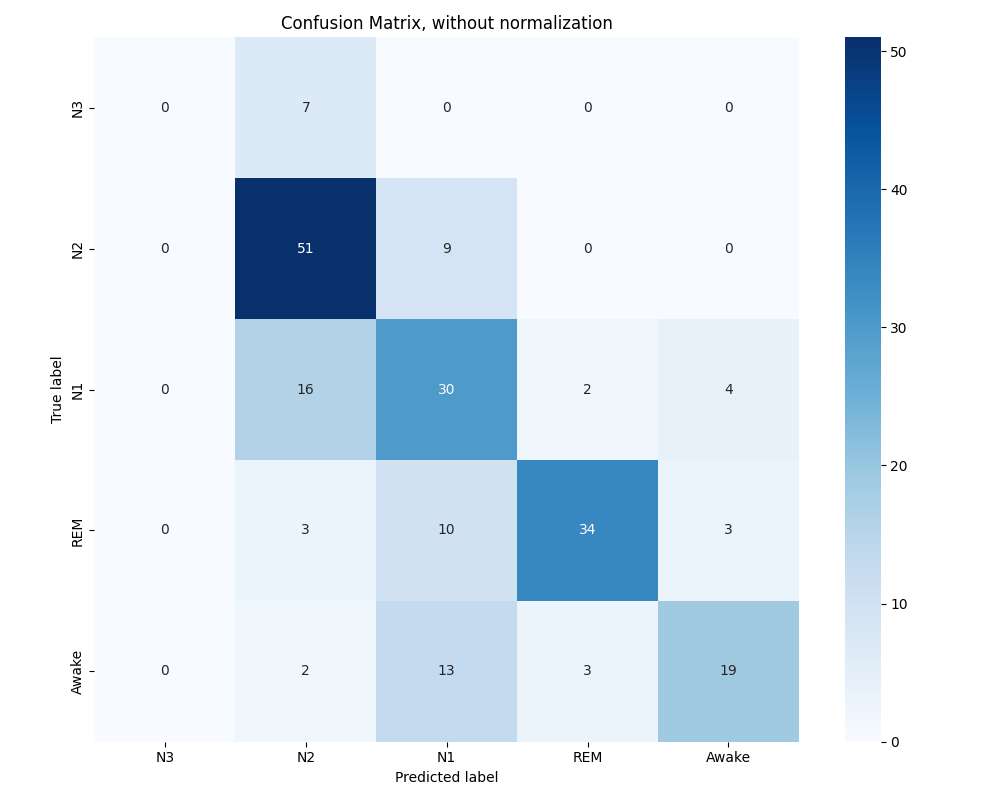 Confusion Matrix, without normalization
N3 0 7 0 0 0
N2 0 51 9 0 0
N1 0 16 30 2 4
REM 0 3 10 34 3
Awake 0 2 13 3 19
N3 N2 N1 REM Awake
Predicted label
True label
50
40
30
20
10
0